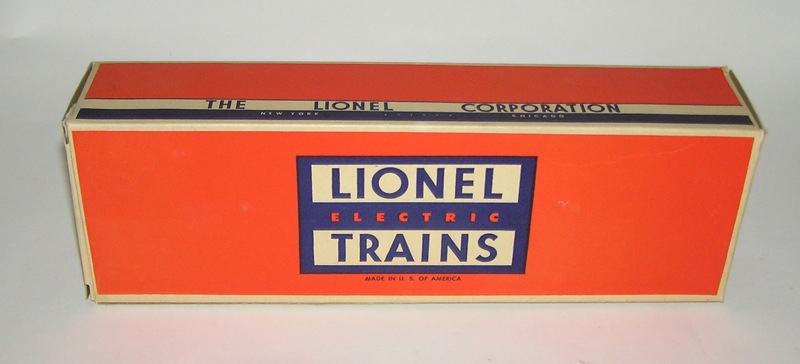 THE LIONEL CORPORATION
NEW YORK CHICAGO
LIONEL
ELECTRIC
TRAINS
MADE IN U. S. OF AMERICA